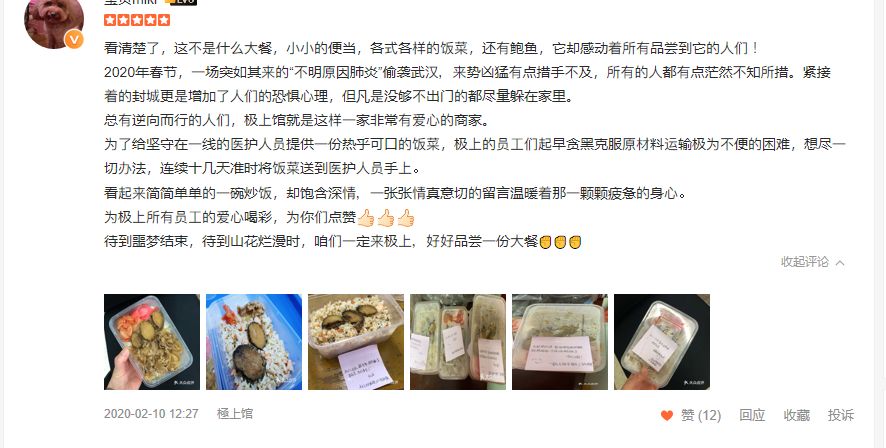 看清楚了，这不是什么大餐，小小的便当，各式各样的饭菜，还有鲍鱼，它却感动着所有品尝到它的人们！
2020年春节，一场突如其来的“不明原因肺炎”偷袭武汉，来势凶猛有点措手不及，所有的人都有点茫然不知所措。紧接
着的封城更是增加了人们的恐惧心理，但凡是没够不出门的都尽量躲在家里。
总有逆向而行的人们，极上馆就是这样一家非常有爱心的商家。
为了给坚守在一线的医护人员提供一份热乎可口的饭菜，极上的员工们起早贪黑克服原材料运输极为不便的困难，想尽一
切办法，连续十几天准时将饭菜送到医护人员手上。
看起来简简单单的一碗炒饭，却饱含深情，一张张情真意切的留言温暖着那一颗颗疲惫的身心。
为极上所有员工的爱心喝彩，为你们点赞👍👍👍
待到噩梦结束，待到山花烂漫时，咱们一定来极上，好好品尝一份大餐✊✊✊
收起评论
2020-02-10 12:27 極上馆
赞 (12) 回应 收藏 投诉